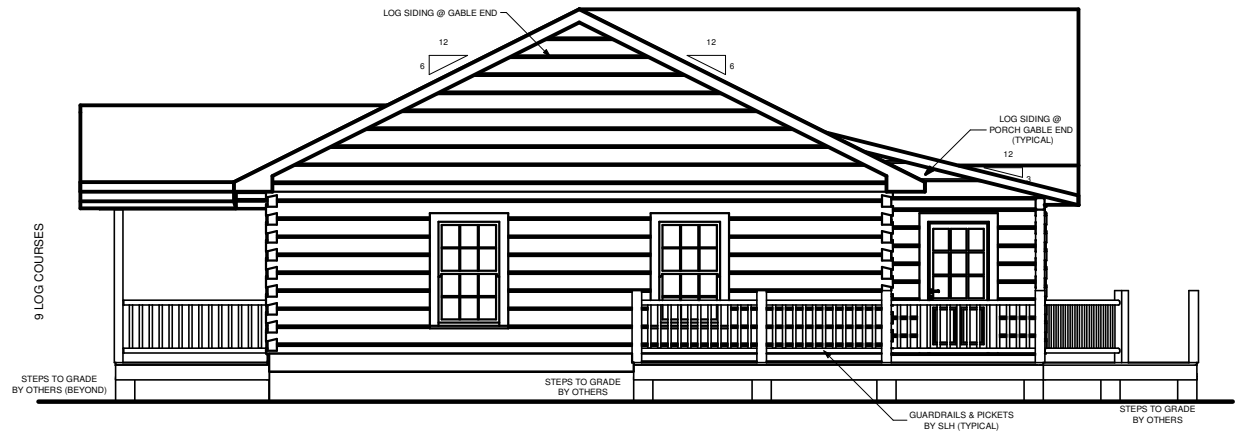 LOG SIDING @ GABLE END
12
6
12
6
LOG SIDING @
PORCH GABLE END
(TYPICAL)
12
3
9 LOG COURSES
STEPS TO GRADE
BY OTHERS (BEYOND)
STEPS TO GRADE
BY OTHERS
GUARDRAILS & PICKETS
BY SLH (TYPICAL)
STEPS TO GRADE
BY OTHERS